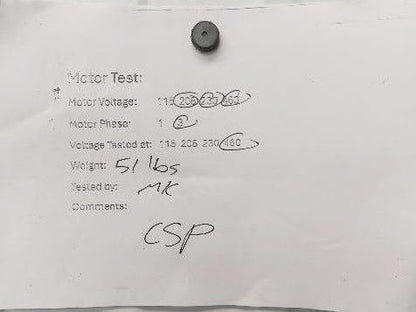 Motor Test:
Motor Voltage: 115 208 230 460
Motor Phase: 1 3
Voltage Tested at: 115 208 230 460
Weight: 51 lbs
Tested by: MK
Comments:
CSP